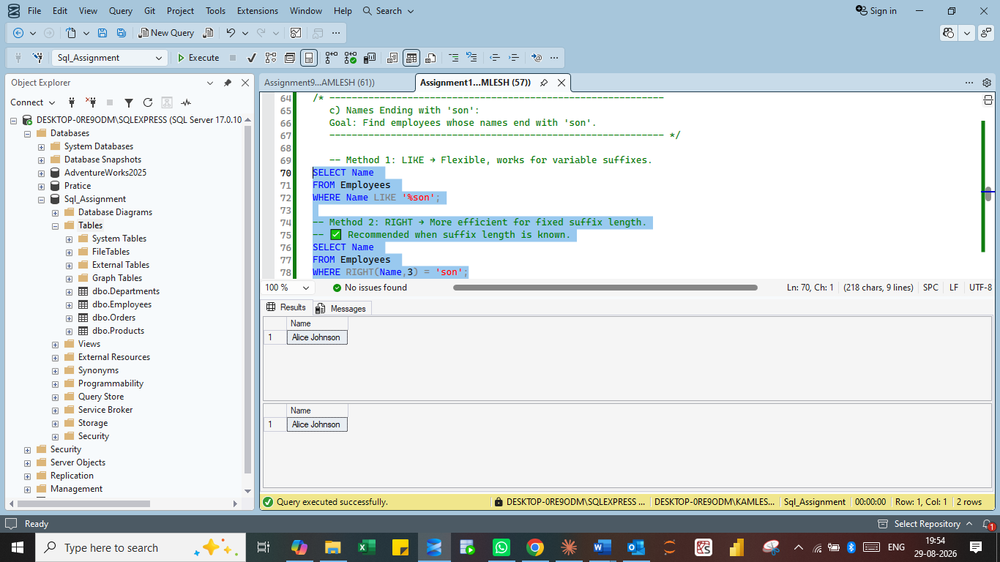 File Edit View Query Git Project Tools Extensions Window Help Search Sign in
New Query
Sql_Assignment Execute
Object Explorer
Connect
DESKTOP-0RE9ODM\SQLEXPRESS (SQL Server 17.0.10
Databases
System Databases
Database Snapshots
AdventureWorks2025
Pratice
Sql_Assignment
Database Diagrams
Tables
System Tables
FileTables
External Tables
Graph Tables
dbo.Departments
dbo.Employees
dbo.Orders
dbo.Products
Views
External Resources
Synonyms
Programmability
Query Store
Service Broker
Storage
Security
Security
Server Objects
Replication
Management
Assignment9...AMLESH (61)) Assignment1...MLESH (57))
64 /* ------------------------------------------------------------
65 c) Names Ending with 'son':
66 Goal: Find employees whose names end with 'son'.
67 ------------------------------------------------------------ */
68
69 -- Method 1: LIKE → Flexible, works for variable suffixes.
70 SELECT Name
71 FROM Employees
72 WHERE Name LIKE '%son';
73
74 -- Method 2: RIGHT → More efficient for fixed suffix length.
75 -- ✅ Recommended when suffix length is known.
76 SELECT Name
77 FROM Employees
78 WHERE RIGHT(Name,3) = 'son';
100 % No issues found Ln: 70, Ch: 1 (218 chars, 9 lines) SPC LF UTF-8
Results Messages
Name
1 Alice Johnson
Name
1 Alice Johnson
Query executed successfully. DESKTOP-0RE9ODM\SQLEXPRESS ... DESKTOP-0RE9ODM\KAMLES... Sql_Assignment 00:00:00 Row: 1, Col: 1 2 rows
Ready Select Repository 1
Type here to search ENG 19:54
29-08-2026